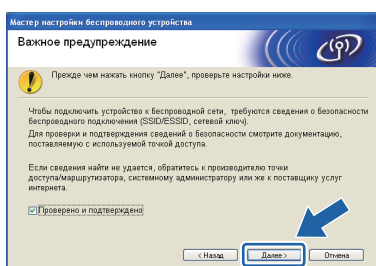 Мастер настройки беспроводного устройства
Важное предупреждение
Прежде чем нажать кнопку "Далее", проверьте настройки ниже.
Чтобы подключить устройство к беспроводной сети, требуются сведения о безопасности
беспроводного подключения (SSID/ESSID, сетевой ключ).
Для проверки и подтверждения сведений о безопасности смотрите документацию,
поставляемую с используемой точкой доступа.
Если сведения найти не удается, обратитесь к производителю точки
доступа/маршрутизатора, системному администратору или же к поставщику услуг
интернета.
Проверено и подтверждено
< Назад
Далее >
Отмена